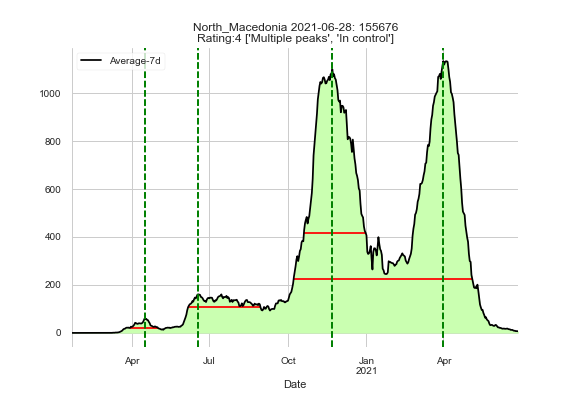 North_Macedonia 2021-06-28: 155676
Rating:4 ['Multiple peaks', 'In control']
Average-7d
1000
800
600
400
200
0
Apr Jul Oct Jan Apr
2021
Date